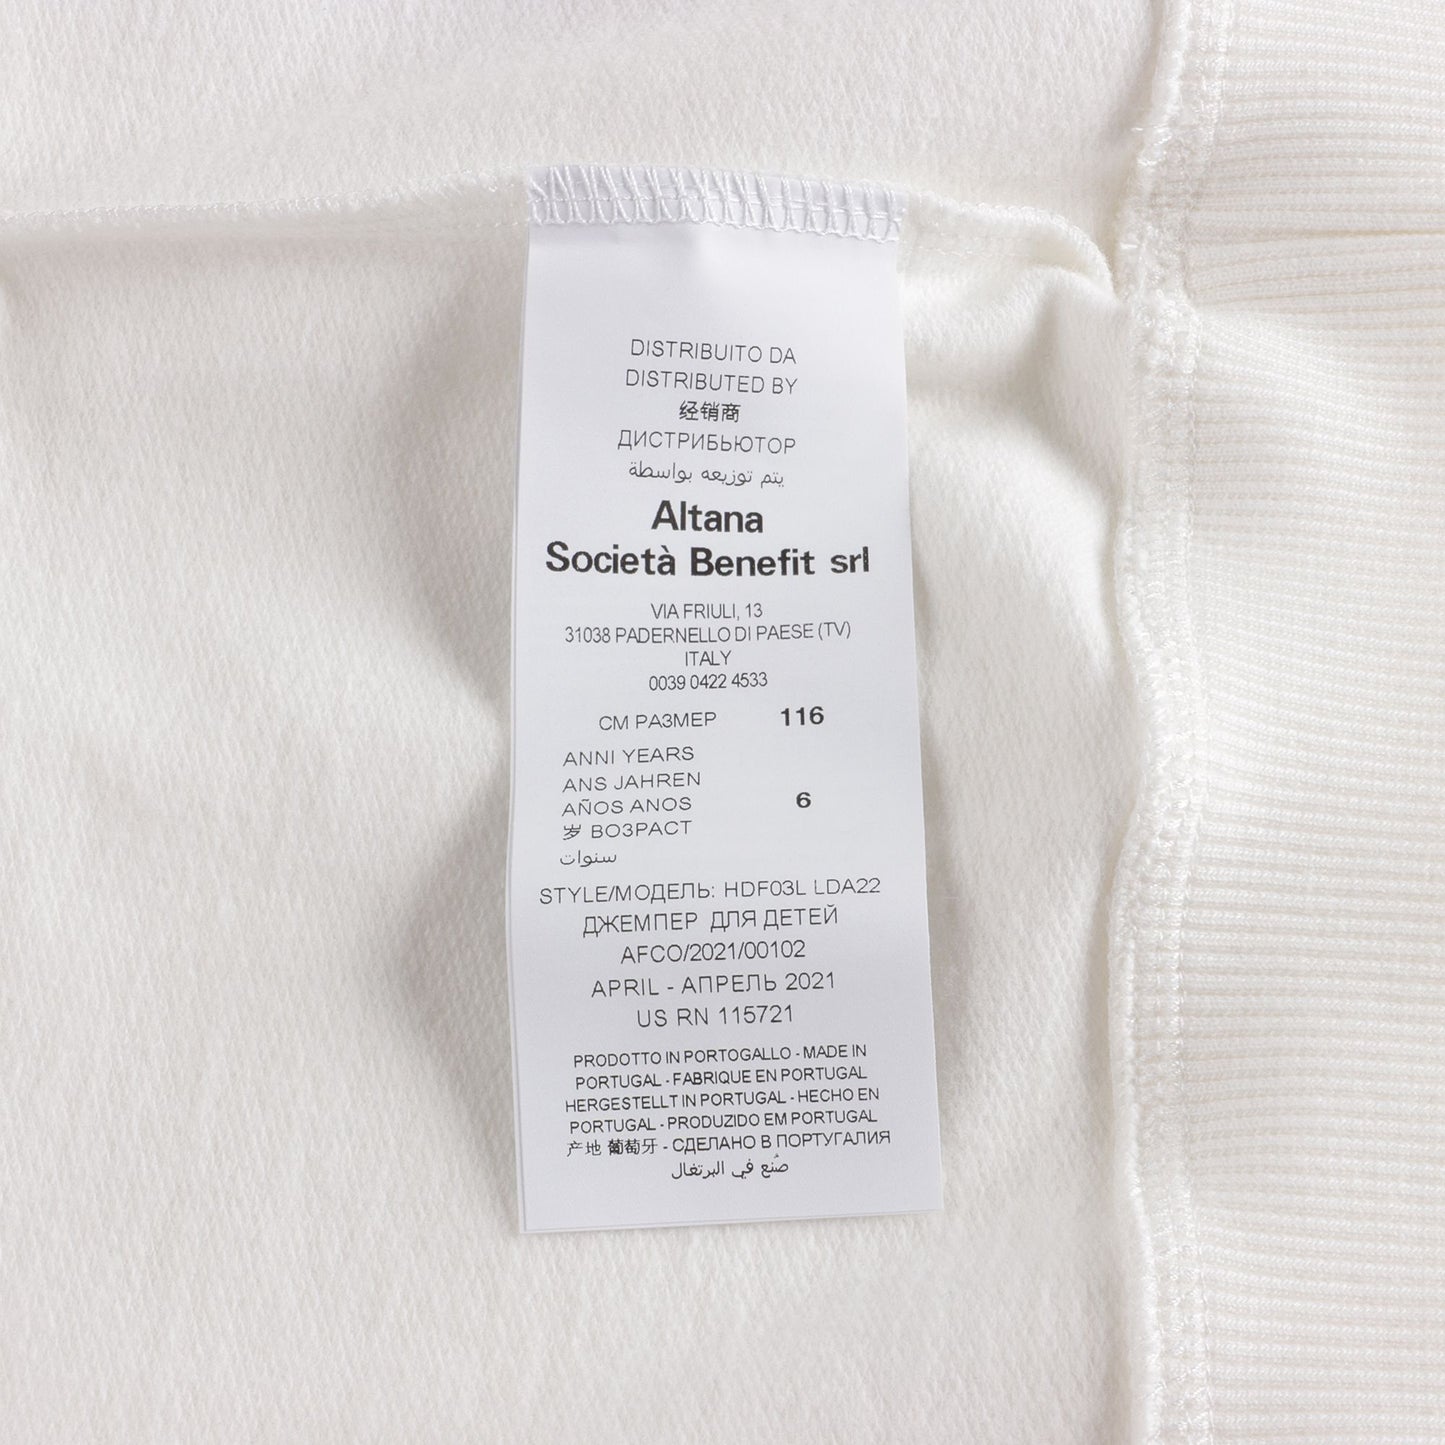 DISTRIBUITO DA
DISTRIBUTED BY
经销商
ДИСТРИБЬЮТОР
يتم توزيعه بواسطة
Altana
Società Benefit srl
VIA FRIULI, 13
31038 PADERNELLO DI PAESE (TV)
ITALY
0039 0422 4533
CM РАЗМЕР 116
ANNI YEARS
ANS JAHREN
AÑOS ANOS 6
岁 ВОЗРАСТ
سنوات
STYLE/МОДЕЛЬ: HDF03L LDA22
ДЖЕМПЕР ДЛЯ ДЕТЕЙ
AFCO/2021/00102
APRIL - АПРЕЛЬ 2021
US RN 115721
PRODOTTO IN PORTOGALLO - MADE IN
PORTUGAL - FABRIQUE EN PORTUGAL
HERGESTELLT IN PORTUGAL - HECHO EN
PORTUGAL - PRODUZIDO EM PORTUGAL
产地 葡萄牙 - СДЕЛАНО В ПОРТУГАЛИЯ
صُنع في البرتغال